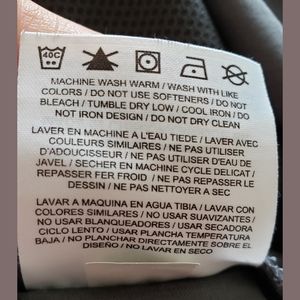 40C
MACHINE WASH WARM / WASH WITH LIKE
COLORS / DO NOT USE SOFTENERS / DO NOT
BLEACH / TUMBLE DRY LOW / COOL IRON / DO
NOT IRON DESIGN / DO NOT DRY CLEAN
LAVER EN MACHINE A L'EAU TIEDE / LAVER AVEC
COULEURS SIMILAIRES / NE PAS UTILISER
D'ADOUCISSEUR / NE PAS UTILISER D'EAU DE
JAVEL / SECHER EN MACHINE CYCLE DELICAT /
REPASSER FER FROID / NE PAS REPASSER LE
DESSIN / NE PAS NETTOYER A SEC
LAVAR A MAQUINA EN AGUA TIBIA / LAVAR CON
COLORES SIMILARES / NO USAR SUAVIZANTES /
NO USAR BLANQUEADORES / USAR SECADORA
CICLO LENTO / USAR PLANCHA TEMPERATURA
BAJA / NO PLANCHAR DIRECTAMENTE SOBRE EL
DISEÑO / NO LAVAR EN SECO